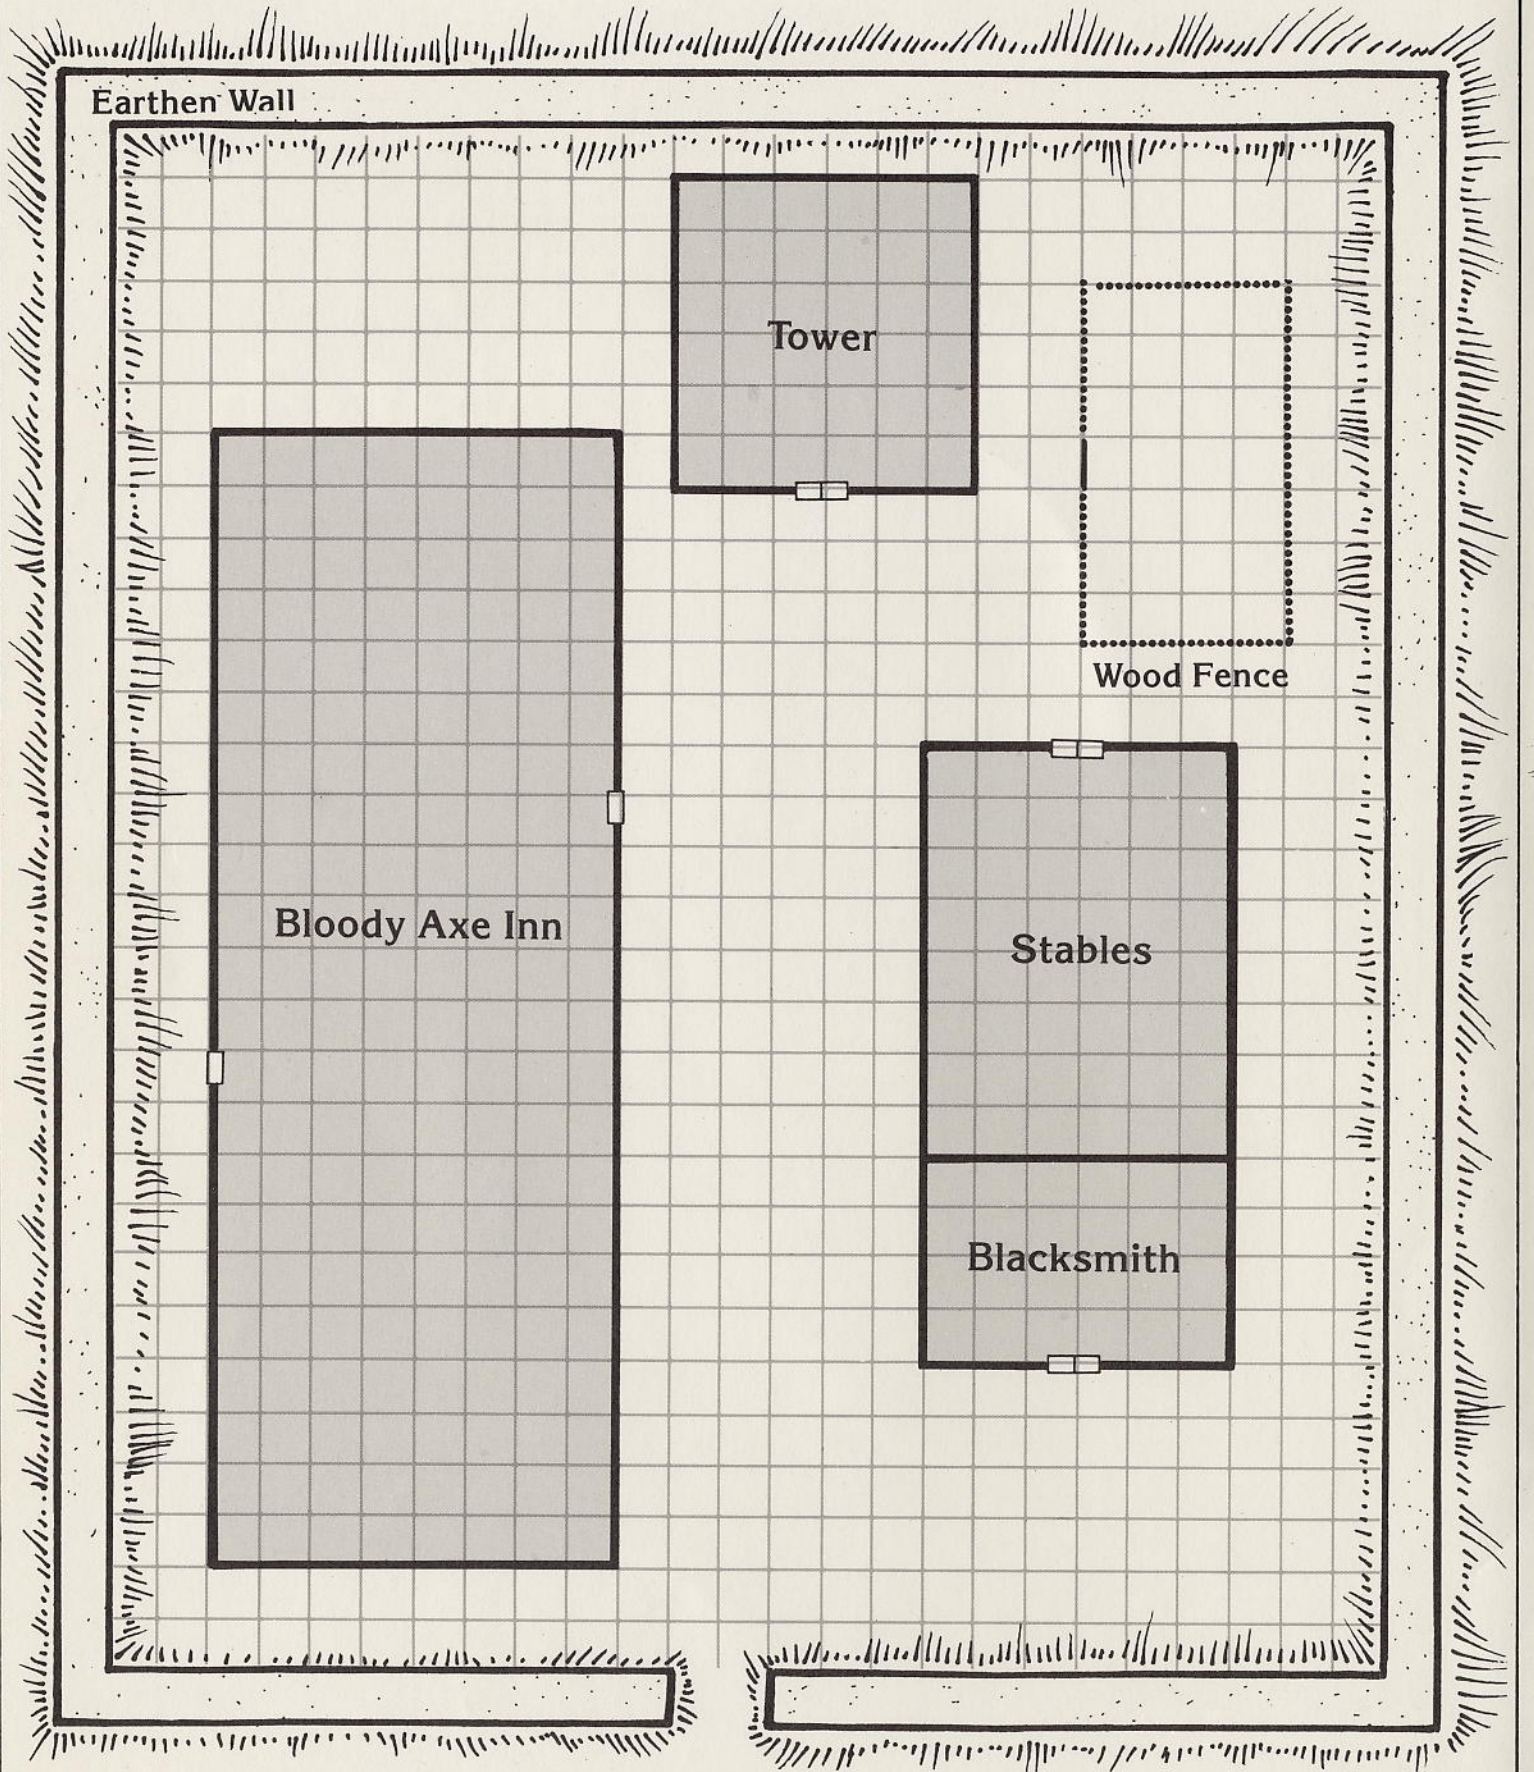 Earthen Wall
Tower
Wood Fence
Bloody Axe Inn
Stables
Blacksmith